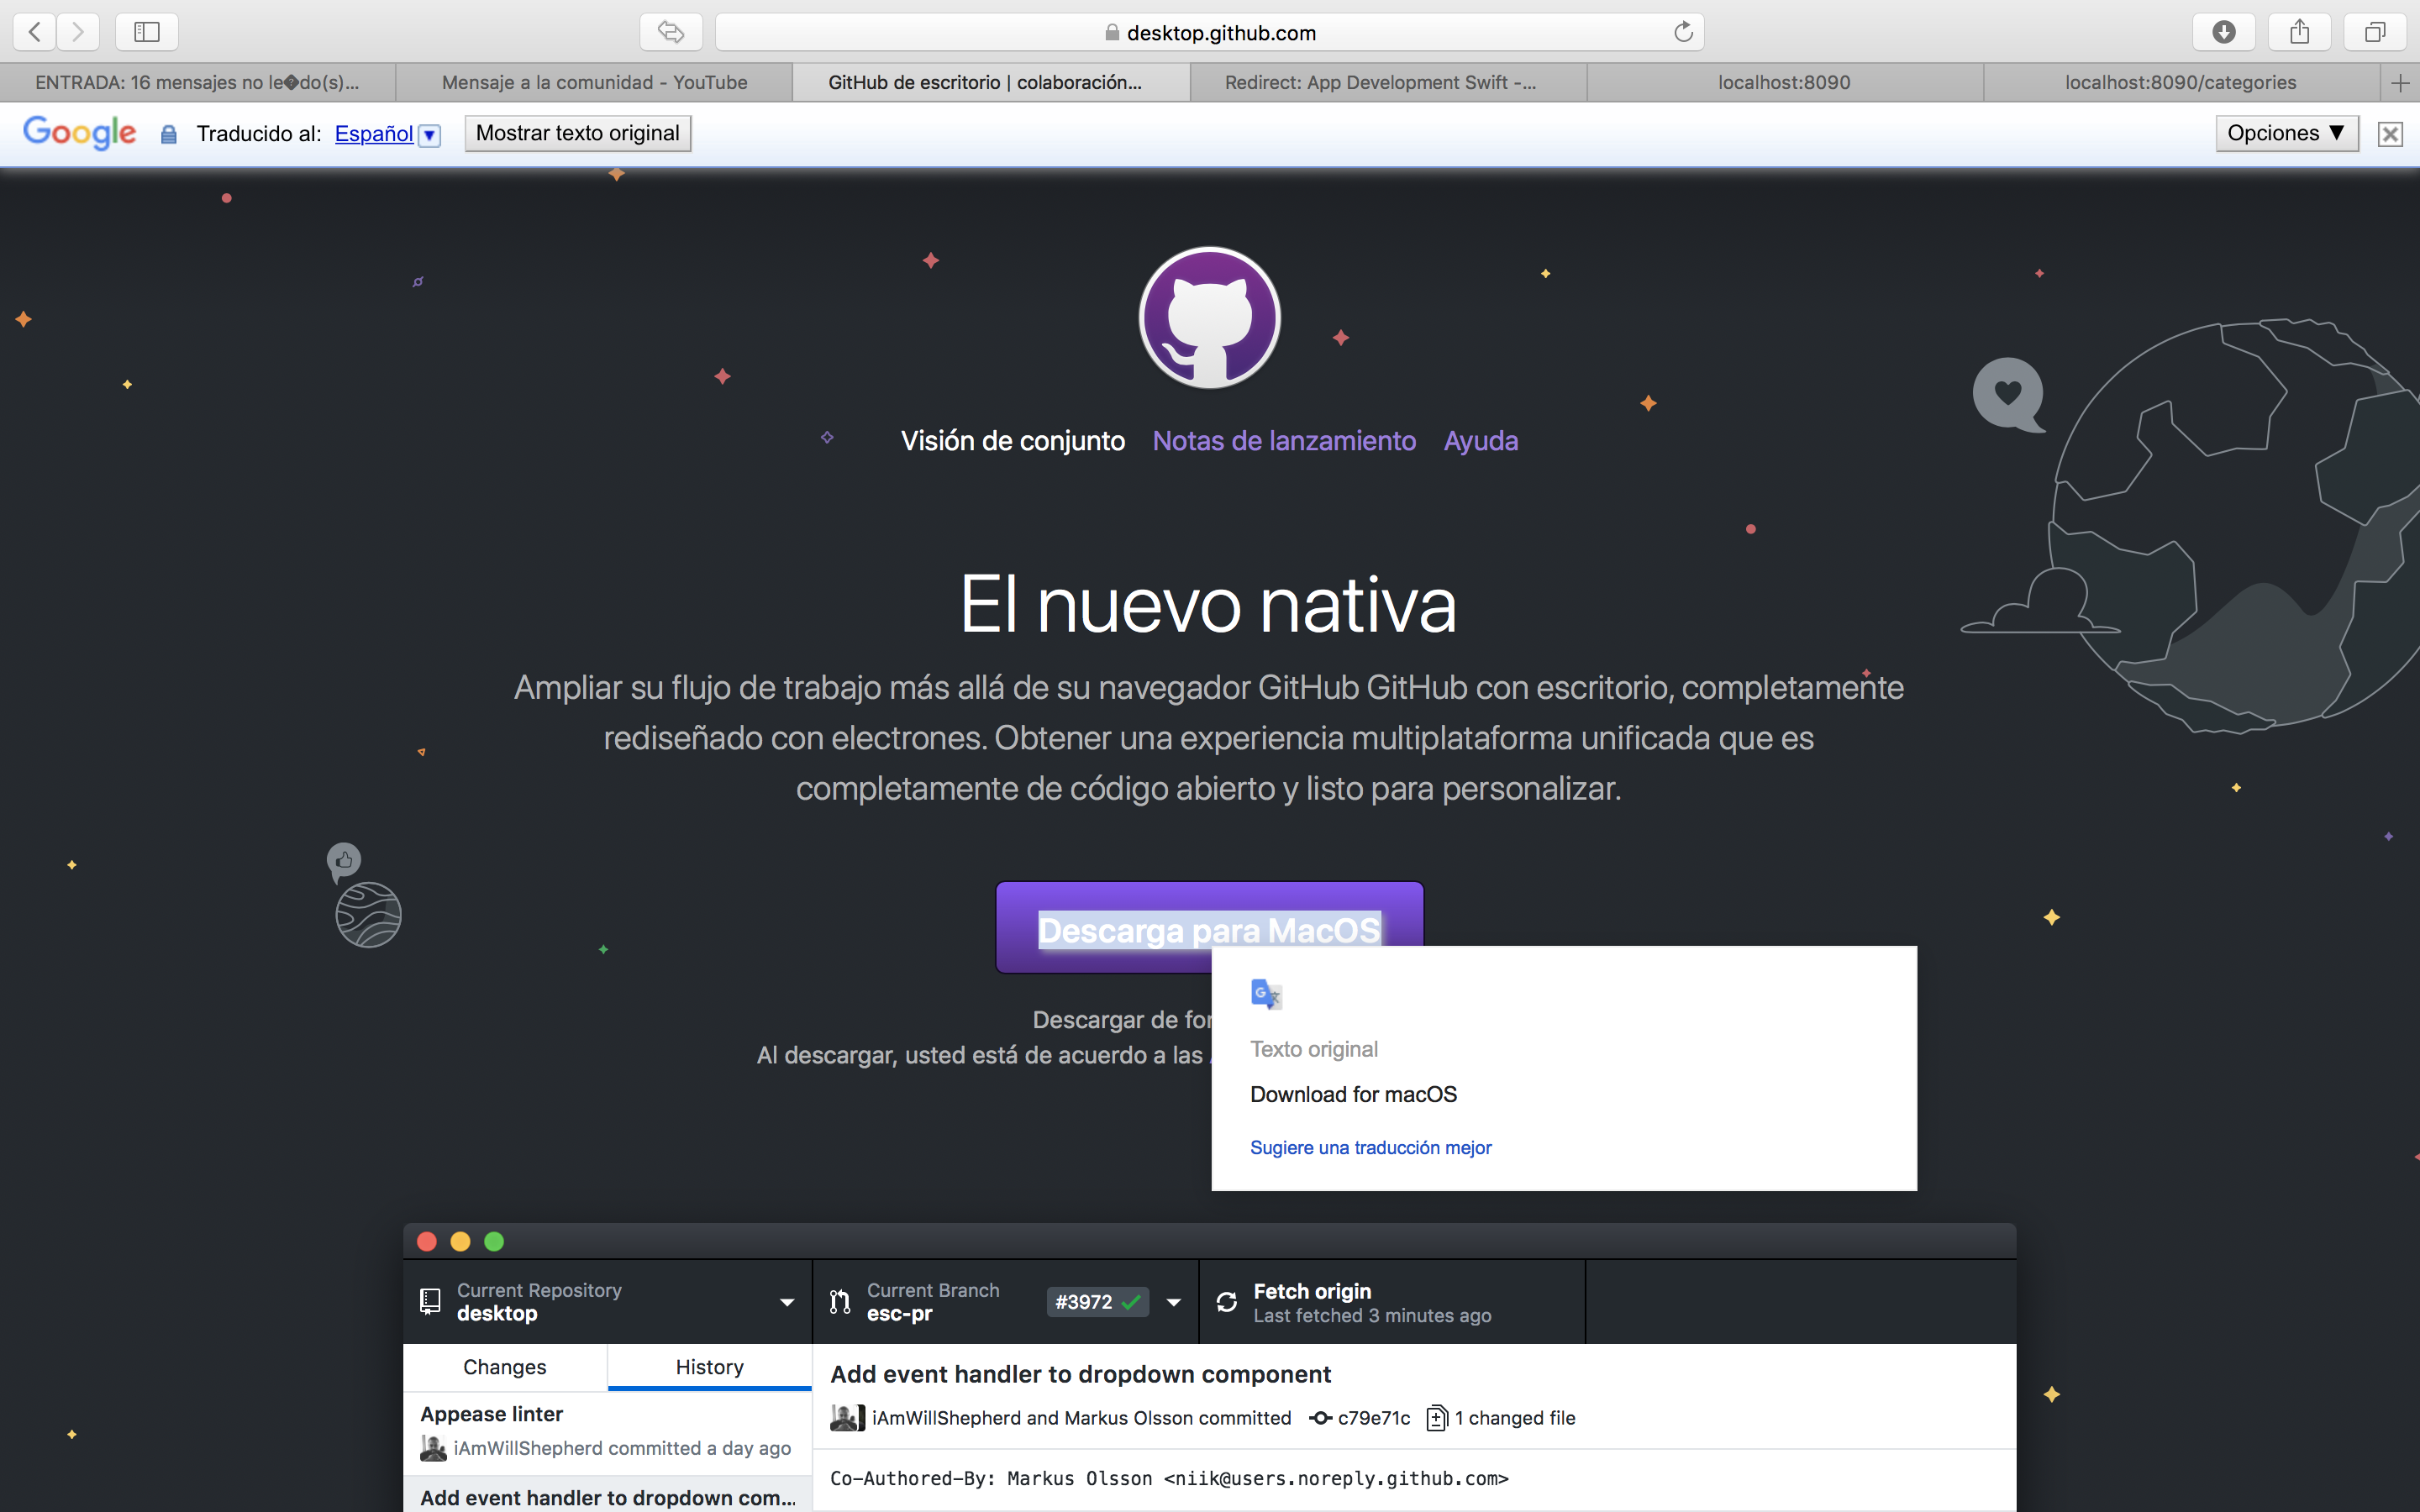 desktop.github.com
ENTRADA: 16 mensajes no le�do(s)...
Mensaje a la comunidad - YouTube
GitHub de escritorio | colaboración...
Redirect: App Development Swift -...
localhost:8090
localhost:8090/categories
Google
Traducido al:
Español
Mostrar texto original
Opciones ▼
Visión de conjunto
Notas de lanzamiento
Ayuda
El nuevo nativa
Ampliar su flujo de trabajo más allá de su navegador GitHub GitHub con escritorio, completamente
rediseñado con electrones. Obtener una experiencia multiplataforma unificada que es
completamente de código abierto y listo para personalizar.
Descarga para MacOS
Descargar de for
Al descargar, usted está de acuerdo a las
Texto original
Download for macOS
Sugiere una traducción mejor
Current Repository
desktop
Current Branch
esc-pr
#3972
Fetch origin
Last fetched 3 minutes ago
Changes
History
Appease linter
iAmWillShepherd committed a day ago
Add event handler to dropdown com...
Add event handler to dropdown component
iAmWillShepherd and Markus Olsson committed
c79e71c
1 changed file
Co-Authored-By: Markus Olsson <niik@users.noreply.github.com>